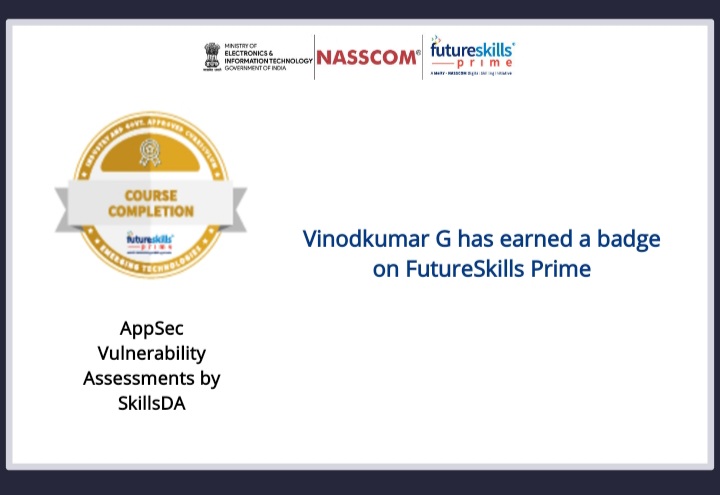 MINISTRY OF
ELECTRONICS &
INFORMATION TECHNOLOGY
GOVERNMENT OF INDIA
NASSCOM®
futureskills
prime
A MeitY - NASSCOM Digital Skilling Initiative
INDUSTRY AND GOVT. APPROVED CURRICULUM
COURSE
COMPLETION
futureskills
prime
EMERGING TECHNOLOGIES
Vinodkumar G has earned a badge
on FutureSkills Prime
AppSec
Vulnerability
Assessments by
SkillsDA